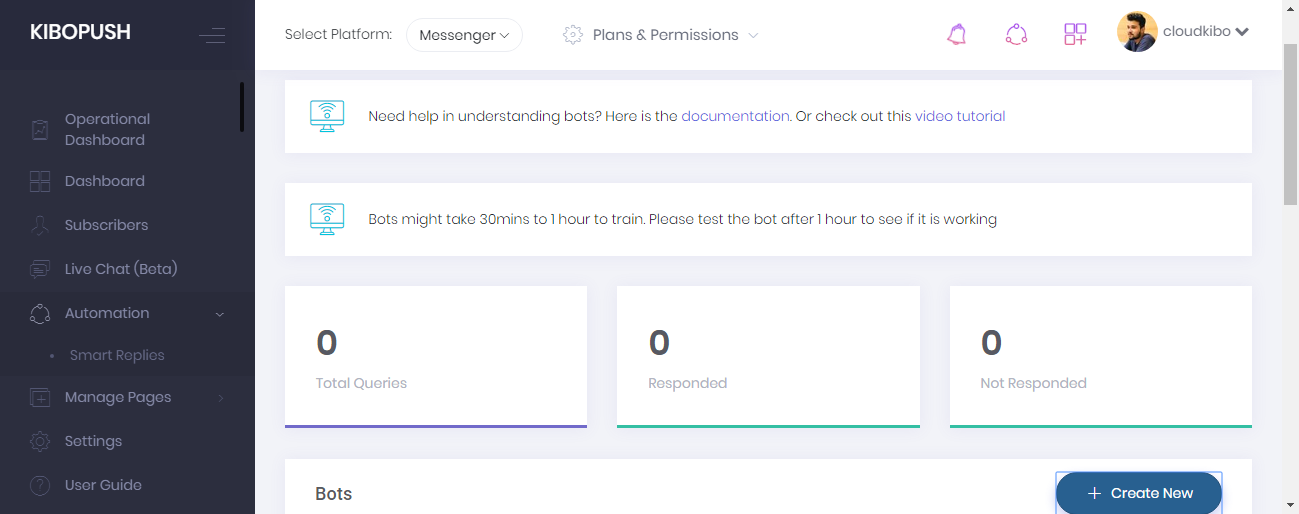 KIBOPUSH
Select Platform: Messenger
Plans & Permissions
cloudkibo
Operational
Dashboard
Dashboard
Subscribers
Live Chat (Beta)
Automation
Smart Replies
Manage Pages
Settings
User Guide
Need help in understanding bots? Here is the documentation. Or check out this video tutorial
Bots might take 30mins to 1 hour to train. Please test the bot after 1 hour to see if it is working
0
Total Queries
0
Responded
0
Not Responded
Bots
+ Create New